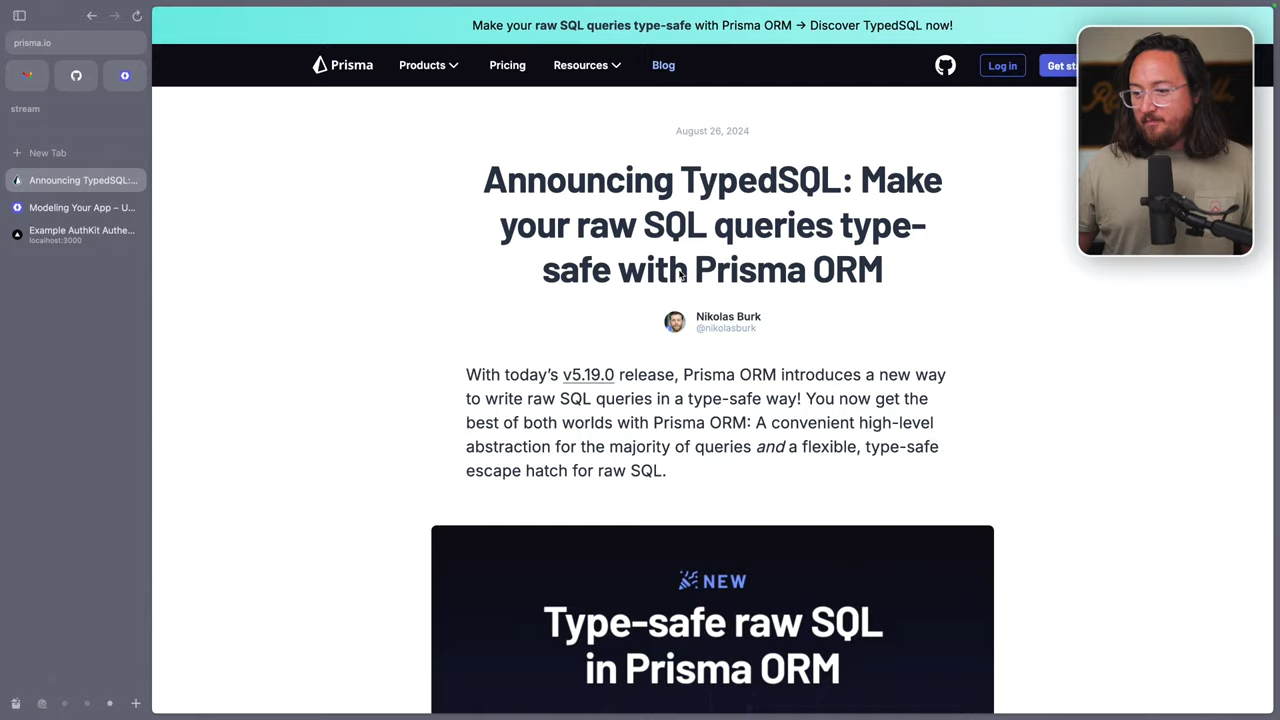 Make your raw SQL queries type-safe with Prisma ORM → Discover TypedSQL now!
prisma.io
Prisma
Products
Pricing
Resources
Blog
Log in
Get st
stream
New Tab
Announcing TypedSQL:...
Modeling Your App – U...
Example AuthKit Authe...
localhost:3000
August 26, 2024
Announcing TypedSQL: Make
your raw SQL queries type-
safe with Prisma ORM
Nikolas Burk
@nikolasburk
With today’s v5.19.0 release, Prisma ORM introduces a new way
to write raw SQL queries in a type-safe way! You now get the
best of both worlds with Prisma ORM: A convenient high-level
abstraction for the majority of queries and a flexible, type-safe
escape hatch for raw SQL.
NEW
Type-safe raw SQL
in Prisma ORM